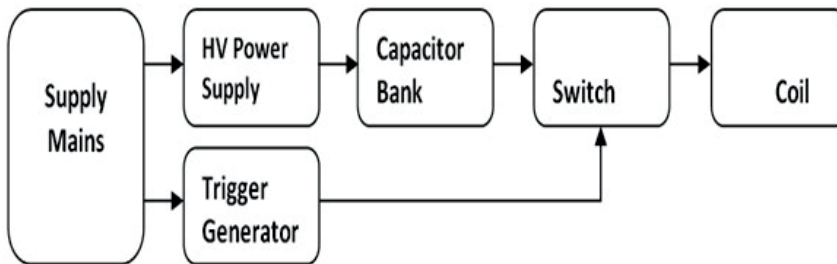 Supply
Mains
HV Power
Supply
Capacitor
Bank
Switch
Coil
Trigger
Generator